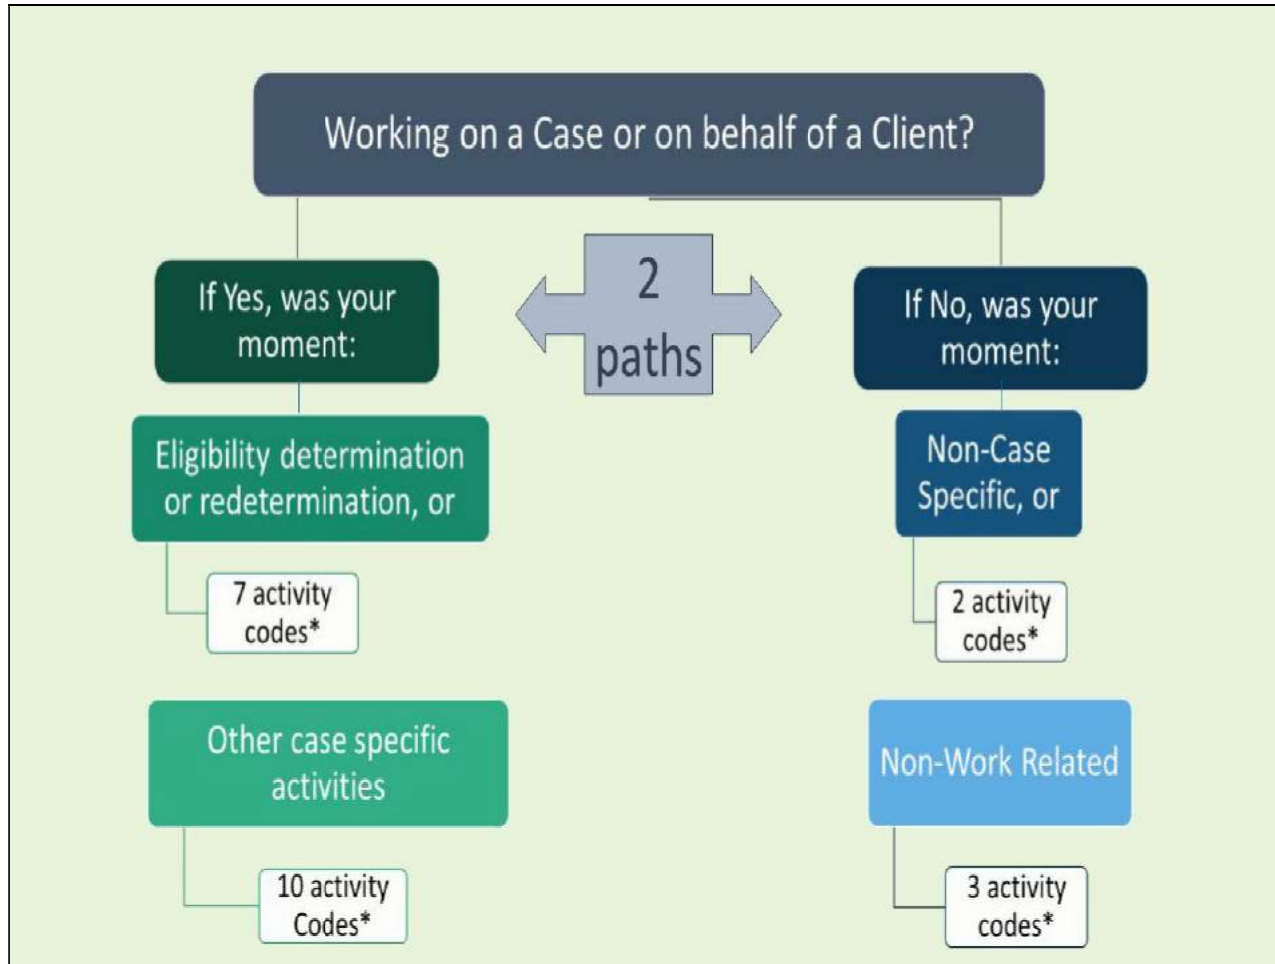 Working on a Case or on behalf of a Client?
2
paths
If Yes, was your
moment:
Eligibility determination
or redetermination, or
7 activity
codes*
Other case specific
activities
10 activity
Codes*
If No, was your
moment:
Non-Case
Specific, or
2 activity
codes*
Non-Work Related
3 activity
codes*